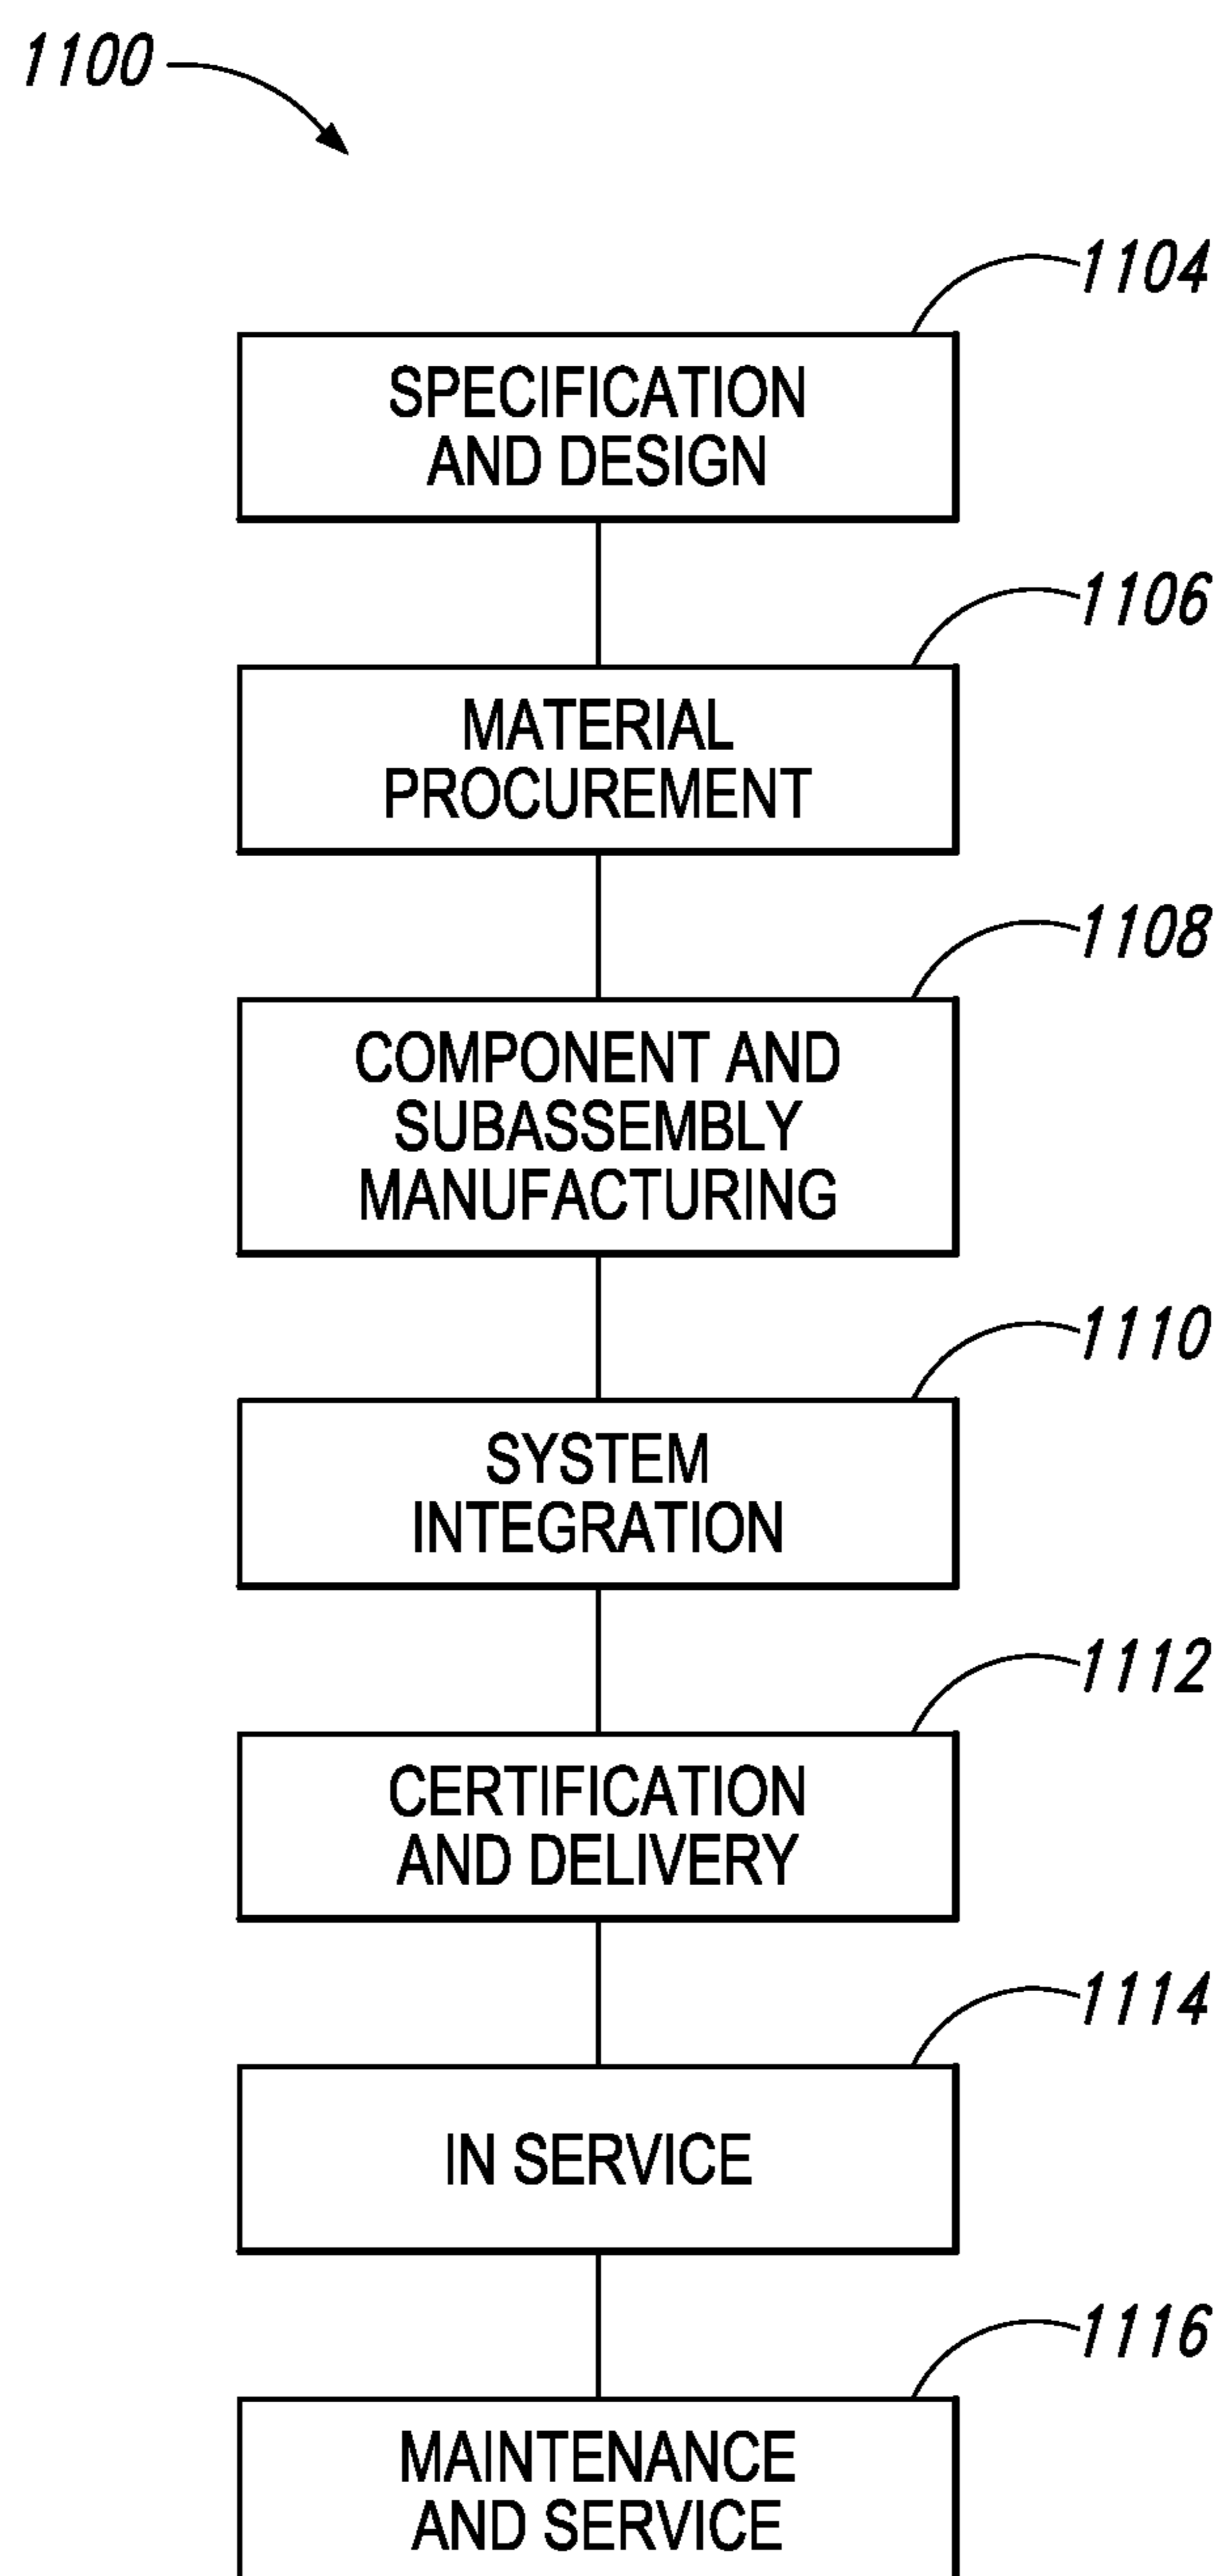 1100
1104
SPECIFICATION
AND DESIGN
1106
MATERIAL
PROCUREMENT
1108
COMPONENT AND
SUBASSEMBLY
MANUFACTURING
1110
SYSTEM
INTEGRATION
1112
CERTIFICATION
AND DELIVERY
1114
IN SERVICE
1116
MAINTENANCE
AND SERVICE